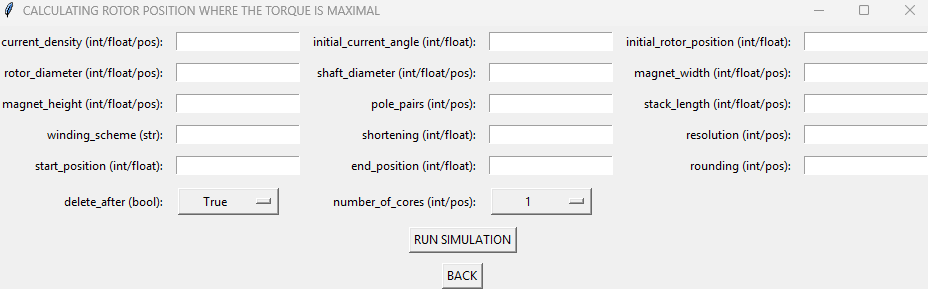 CALCULATING ROTOR POSITION WHERE THE TORQUE IS MAXIMAL
current_density (int/float/pos): initial_current_angle (int/float): initial_rotor_position (int/float):
rotor_diameter (int/float/pos): shaft_diameter (int/float/pos): magnet_width (int/float/pos):
magnet_height (int/float/pos): pole_pairs (int/pos): stack_length (int/float/pos):
winding_scheme (str): shortening (int/float): resolution (int/pos):
start_position (int/float): end_position (int/float): rounding (int/pos):
delete_after (bool): True number_of_cores (int/pos): 1
RUN SIMULATION
BACK